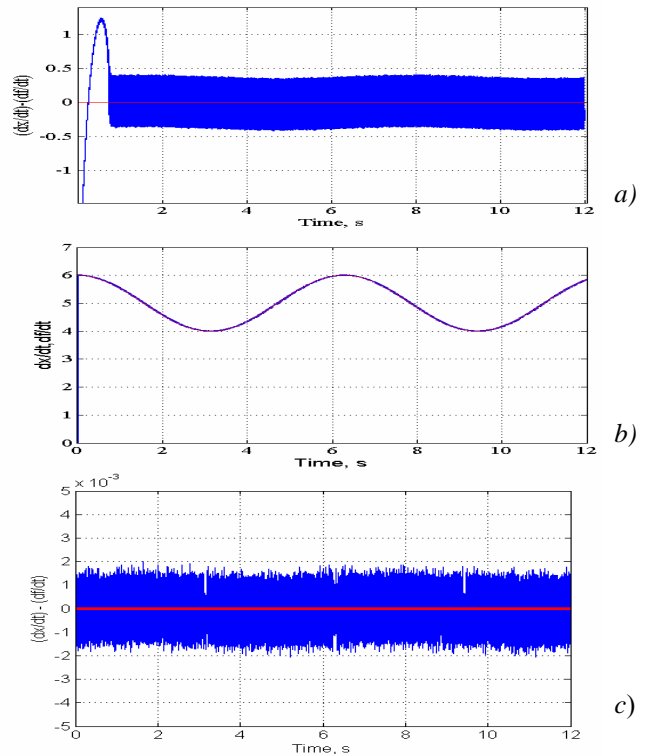 1
0.5
0
-0.5
-1
(dx/dt)-(df/dt)
2 4 6 8 10 12
Time, s
a)
7
6
5
4
3
2
1
0
dx/dt,df/dt
0 2 4 6 8 10 12
Time, s
b)
× 10⁻³
5
4
3
2
1
0
-1
-2
-3
-4
-5
(dx/dt) - (df/dt)
0 2 4 6 8 10 12
Time, s
c)